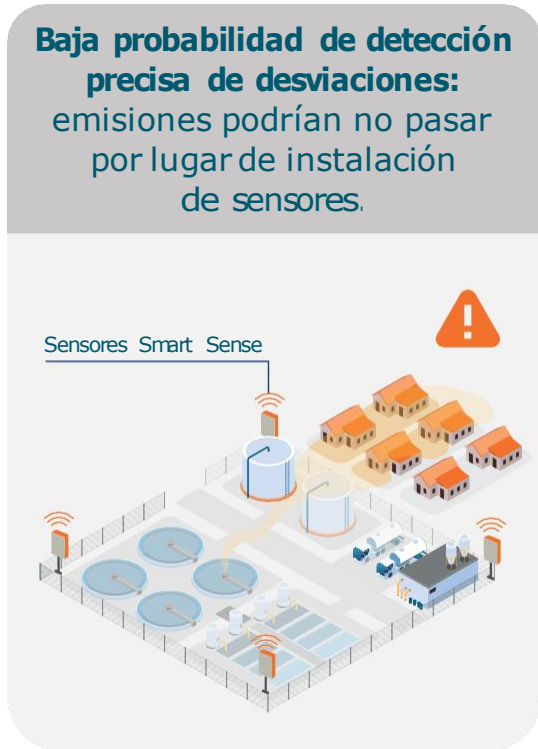 Baja probabilidad de detección
precisa de desviaciones:
emisiones podrían no pasar
por lugar de instalación
de sensores.
Sensores Smart Sense